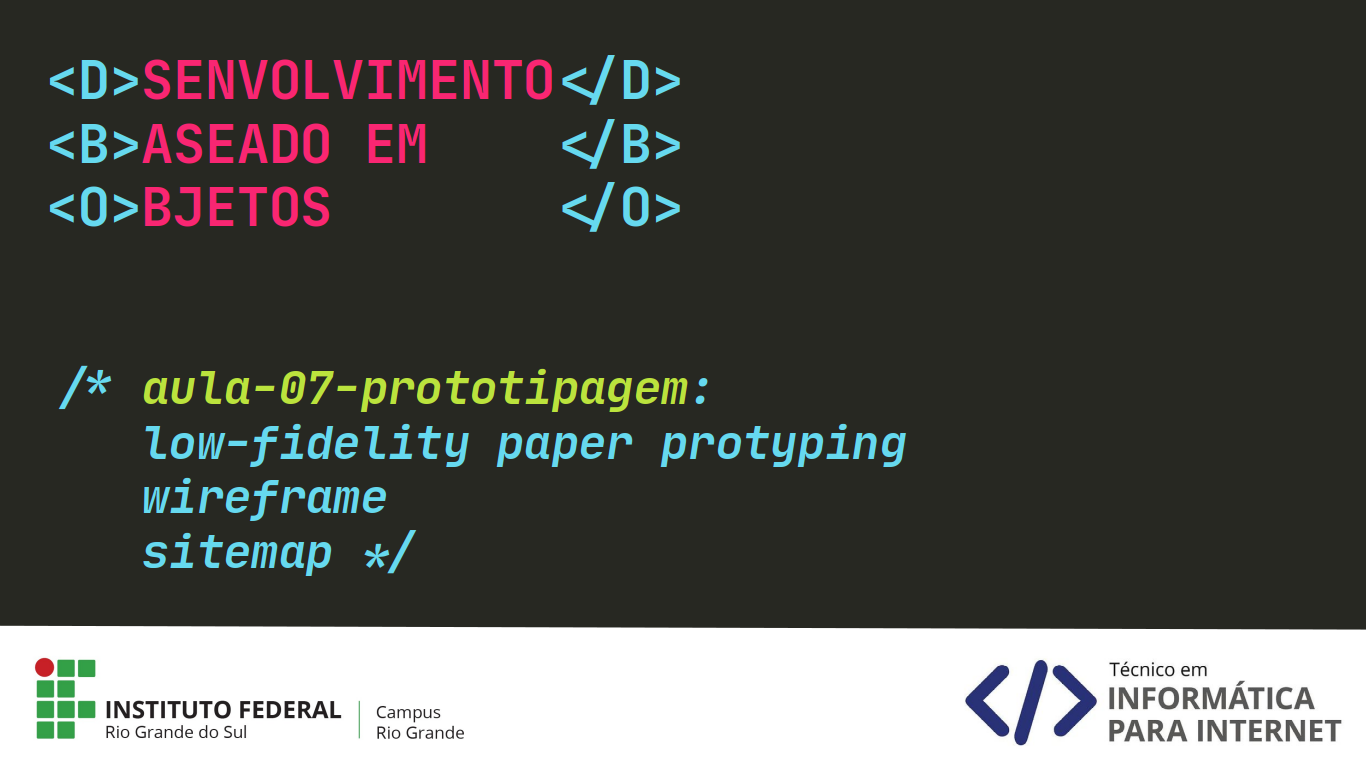 <D>SENVOLVIMENTO</D>
<B>ASEADO EM </B>
<O>BJETOS </O>
/* aula-07-prototipagem:
low-fidelity paper protyping
wireframe
sitemap */
INSTITUTO FEDERAL
Rio Grande do Sul
Campus
Rio Grande
</>
Técnico em
INFORMÁTICA
PARA INTERNET